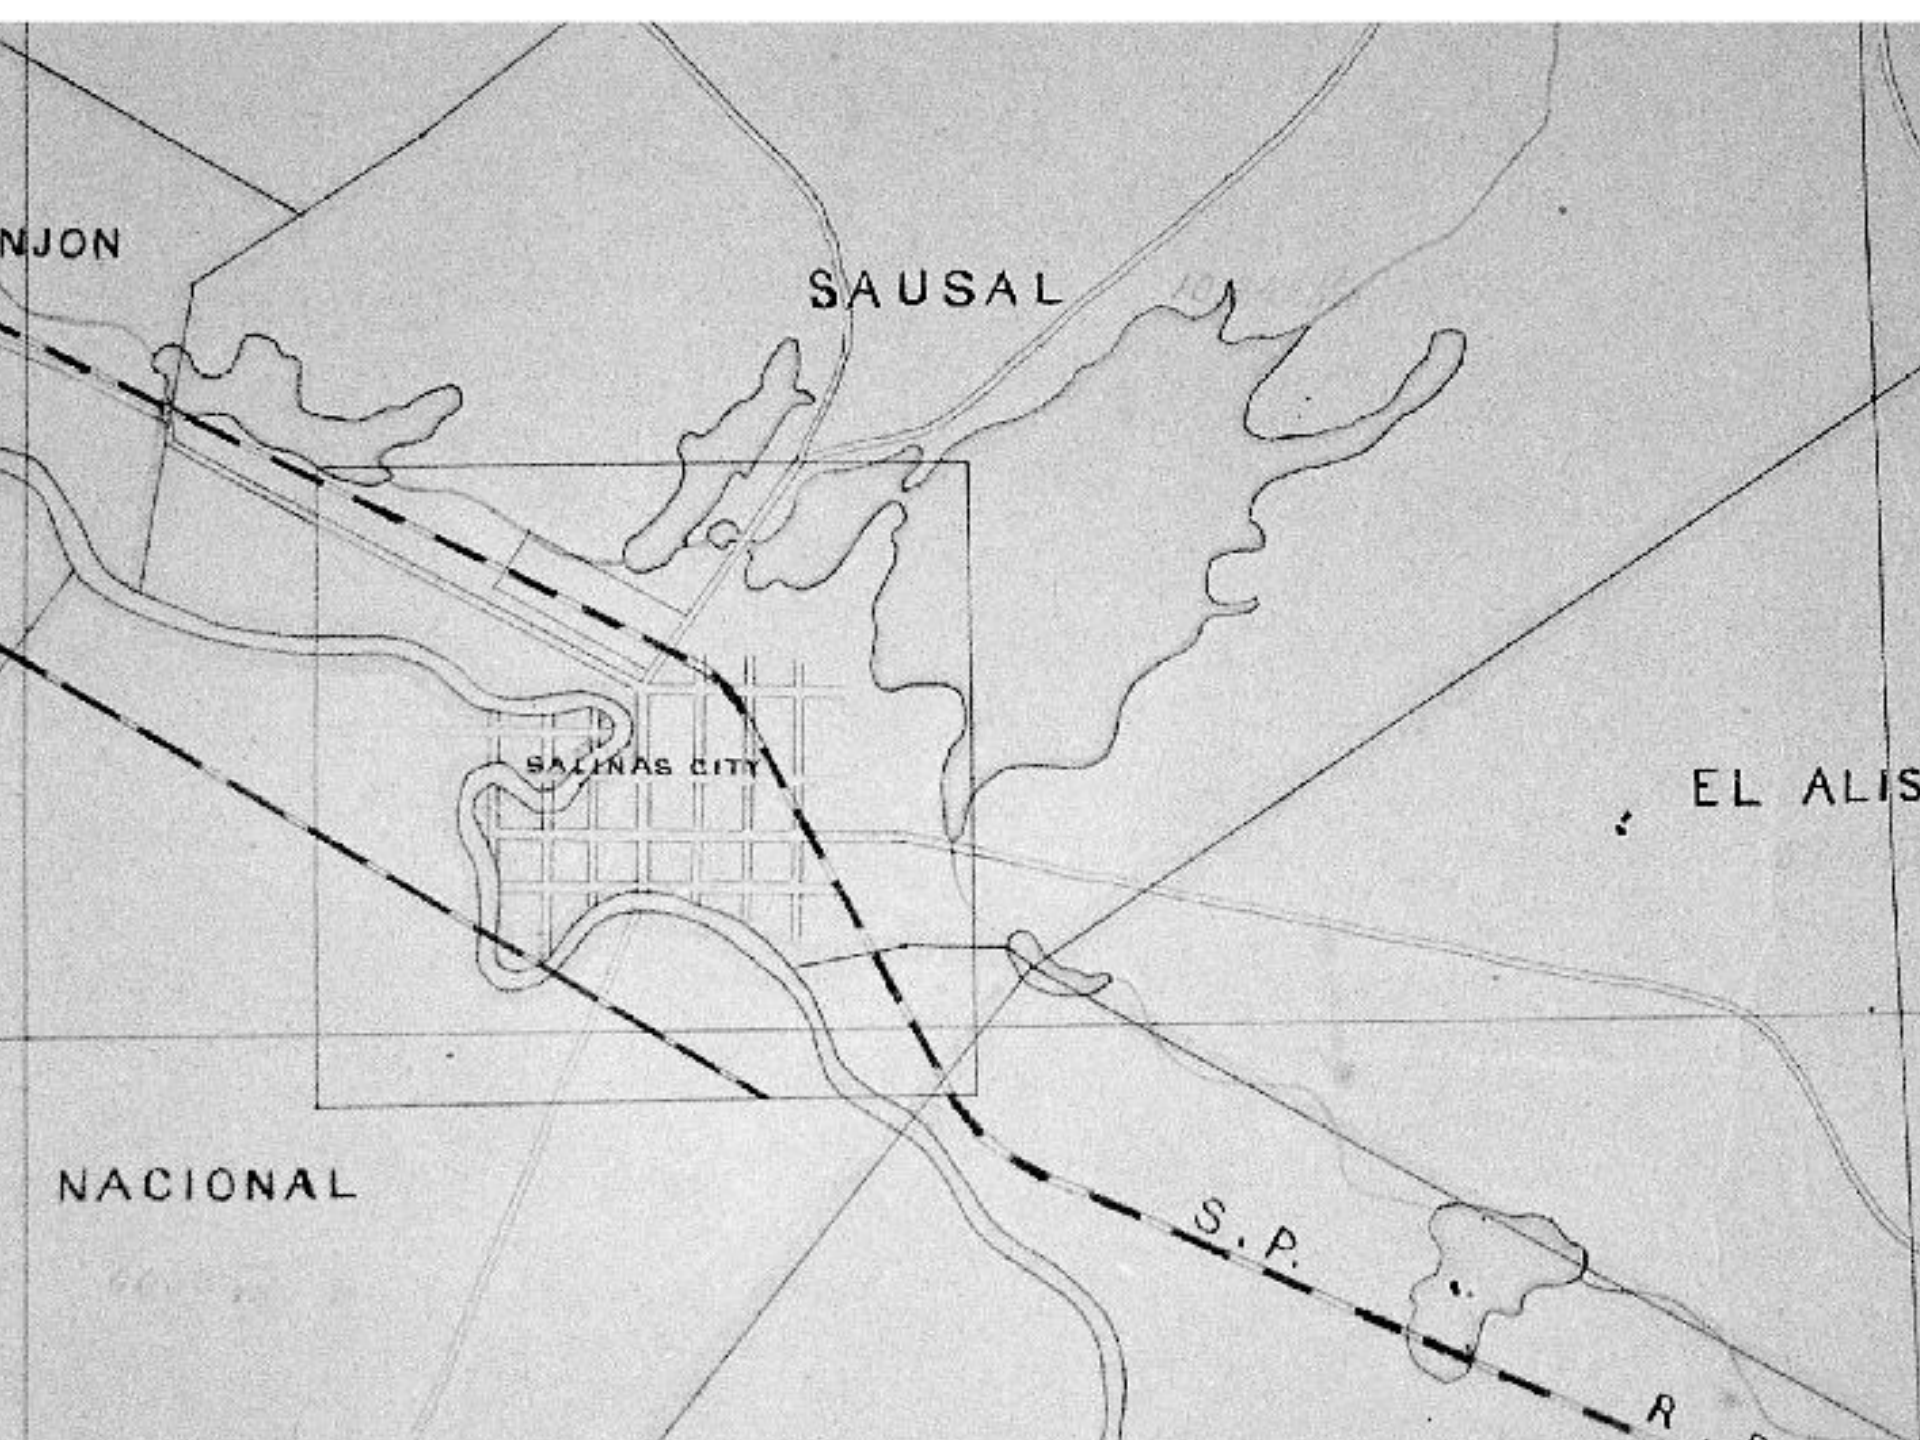 NJON
SAUSAL
SALINAS CITY
EL ALIS
NACIONAL
S. P.
R